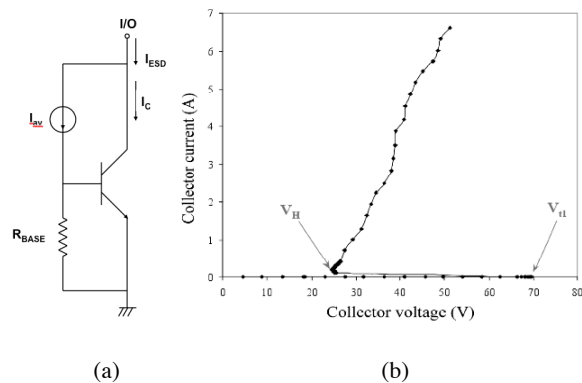 I/O
I_ESD
I_C
I_av
R_BASE
(a)
Collector current (A)
7
6
5
4
3
2
1
0
V_H
V_t1
0 10 20 30 40 50 60 70 80
Collector voltage (V)
(b)